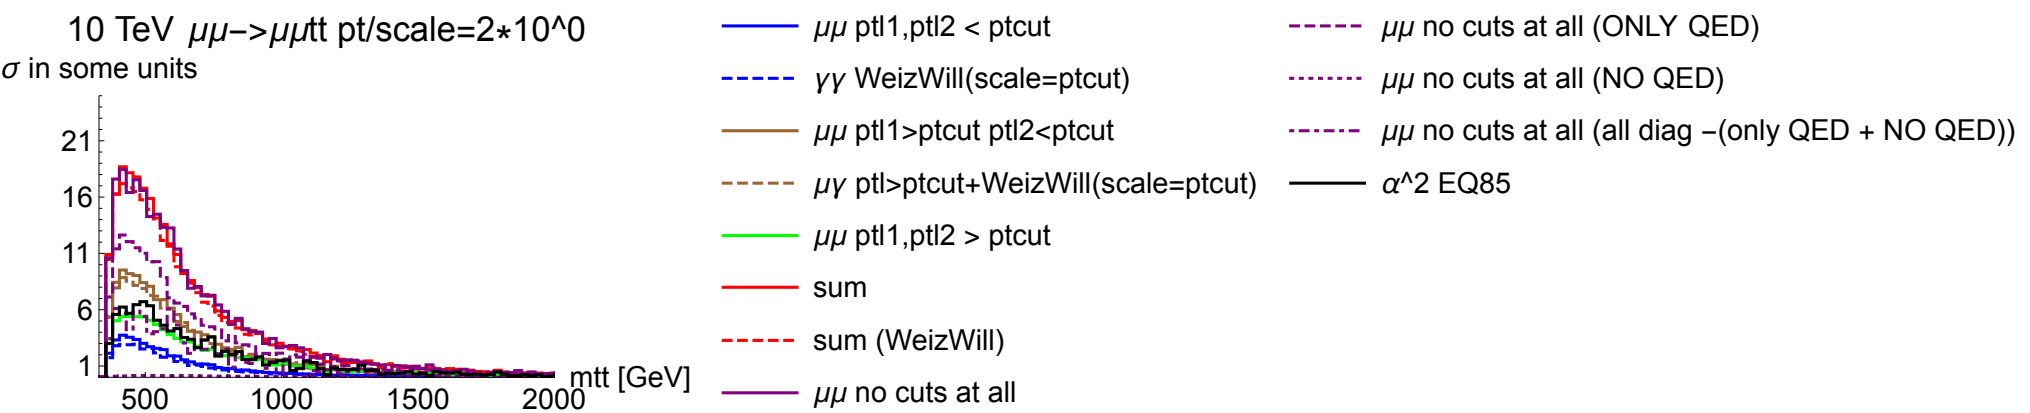 10 TeV μμ−>μμtt pt/scale=2*10^0
σ in some units
21
16
11
6
1
500 1000 1500 2000
mtt [GeV]
μμ ptl1,ptl2 < ptcut
γγ WeizWill(scale=ptcut)
μμ ptl1>ptcut ptl2<ptcut
μγ ptl>ptcut+WeizWill(scale=ptcut)
μμ ptl1,ptl2 > ptcut
sum
sum (WeizWill)
μμ no cuts at all
μμ no cuts at all (ONLY QED)
μμ no cuts at all (NO QED)
μμ no cuts at all (all diag −(only QED + NO QED))
α^2 EQ85